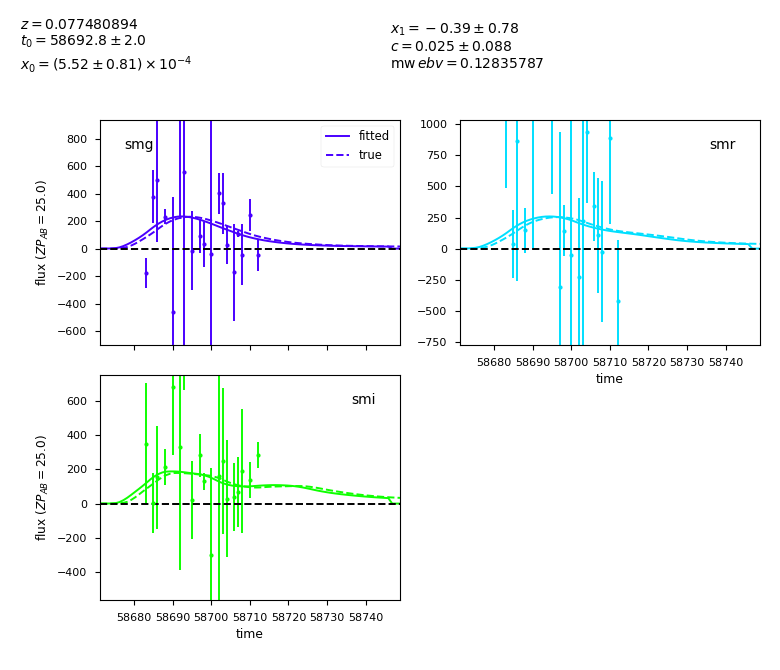 z = 0.077480894
t₀ = 58692.8 ± 2.0
x₀ = (5.52 ± 0.81) × 10⁻⁴
x₁ = −0.39 ± 0.78
c = 0.025 ± 0.088
mw ebv = 0.12835787
smg
fitted
true
800
600
400
200
0
−200
−400
−600
flux (ZP_AB = 25.0)
smr
1000
750
500
250
0
−250
−500
−750
58680 58690 58700 58710 58720 58730 58740
time
smi
600
400
200
0
−200
−400
flux (ZP_AB = 25.0)
58680 58690 58700 58710 58720 58730 58740
time